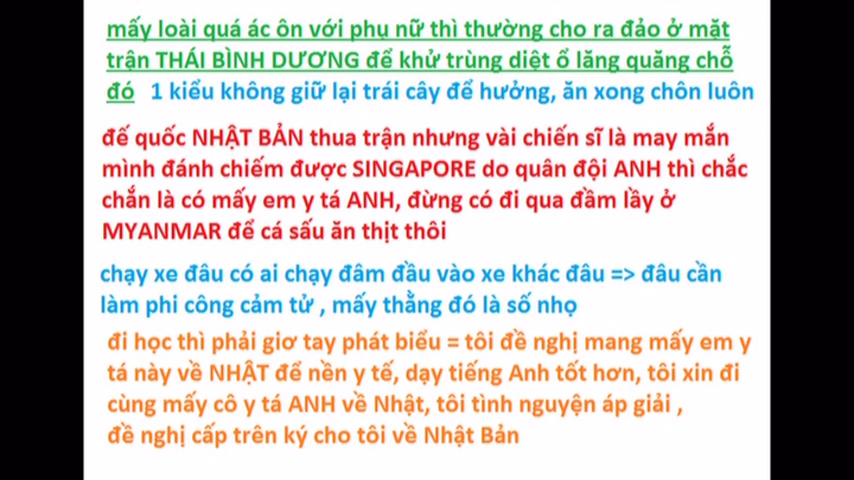 mấy loài quá ác ôn với phụ nữ thì thường cho ra đảo ở mặt
trận THÁI BÌNH DƯƠNG để khử trùng diệt ổ lăng quăng chỗ
đó 1 kiểu không giữ lại trái cây để hưởng, ăn xong chôn luôn
đế quốc NHẬT BẢN thua trận nhưng vài chiến sĩ là may mắn
mình đánh chiếm được SINGAPORE do quân đội ANH thì chắc
chắn là có mấy em y tá ANH, đừng có đi qua đầm lầy ở
MYANMAR để cá sấu ăn thịt thôi
chạy xe đâu có ai chạy đâm đầu vào xe khác đâu => đâu cần
làm phi công cảm tử , mấy thằng đó là số nhọ
đi học thì phải giơ tay phát biểu = tôi đề nghị mang mấy em y
tá này về NHẬT để nền y tế, dạy tiếng Anh tốt hơn, tôi xin đi
cùng mấy cô y tá ANH về Nhật, tôi tình nguyện áp giải ,
đề nghị cấp trên ký cho tôi về Nhật Bản